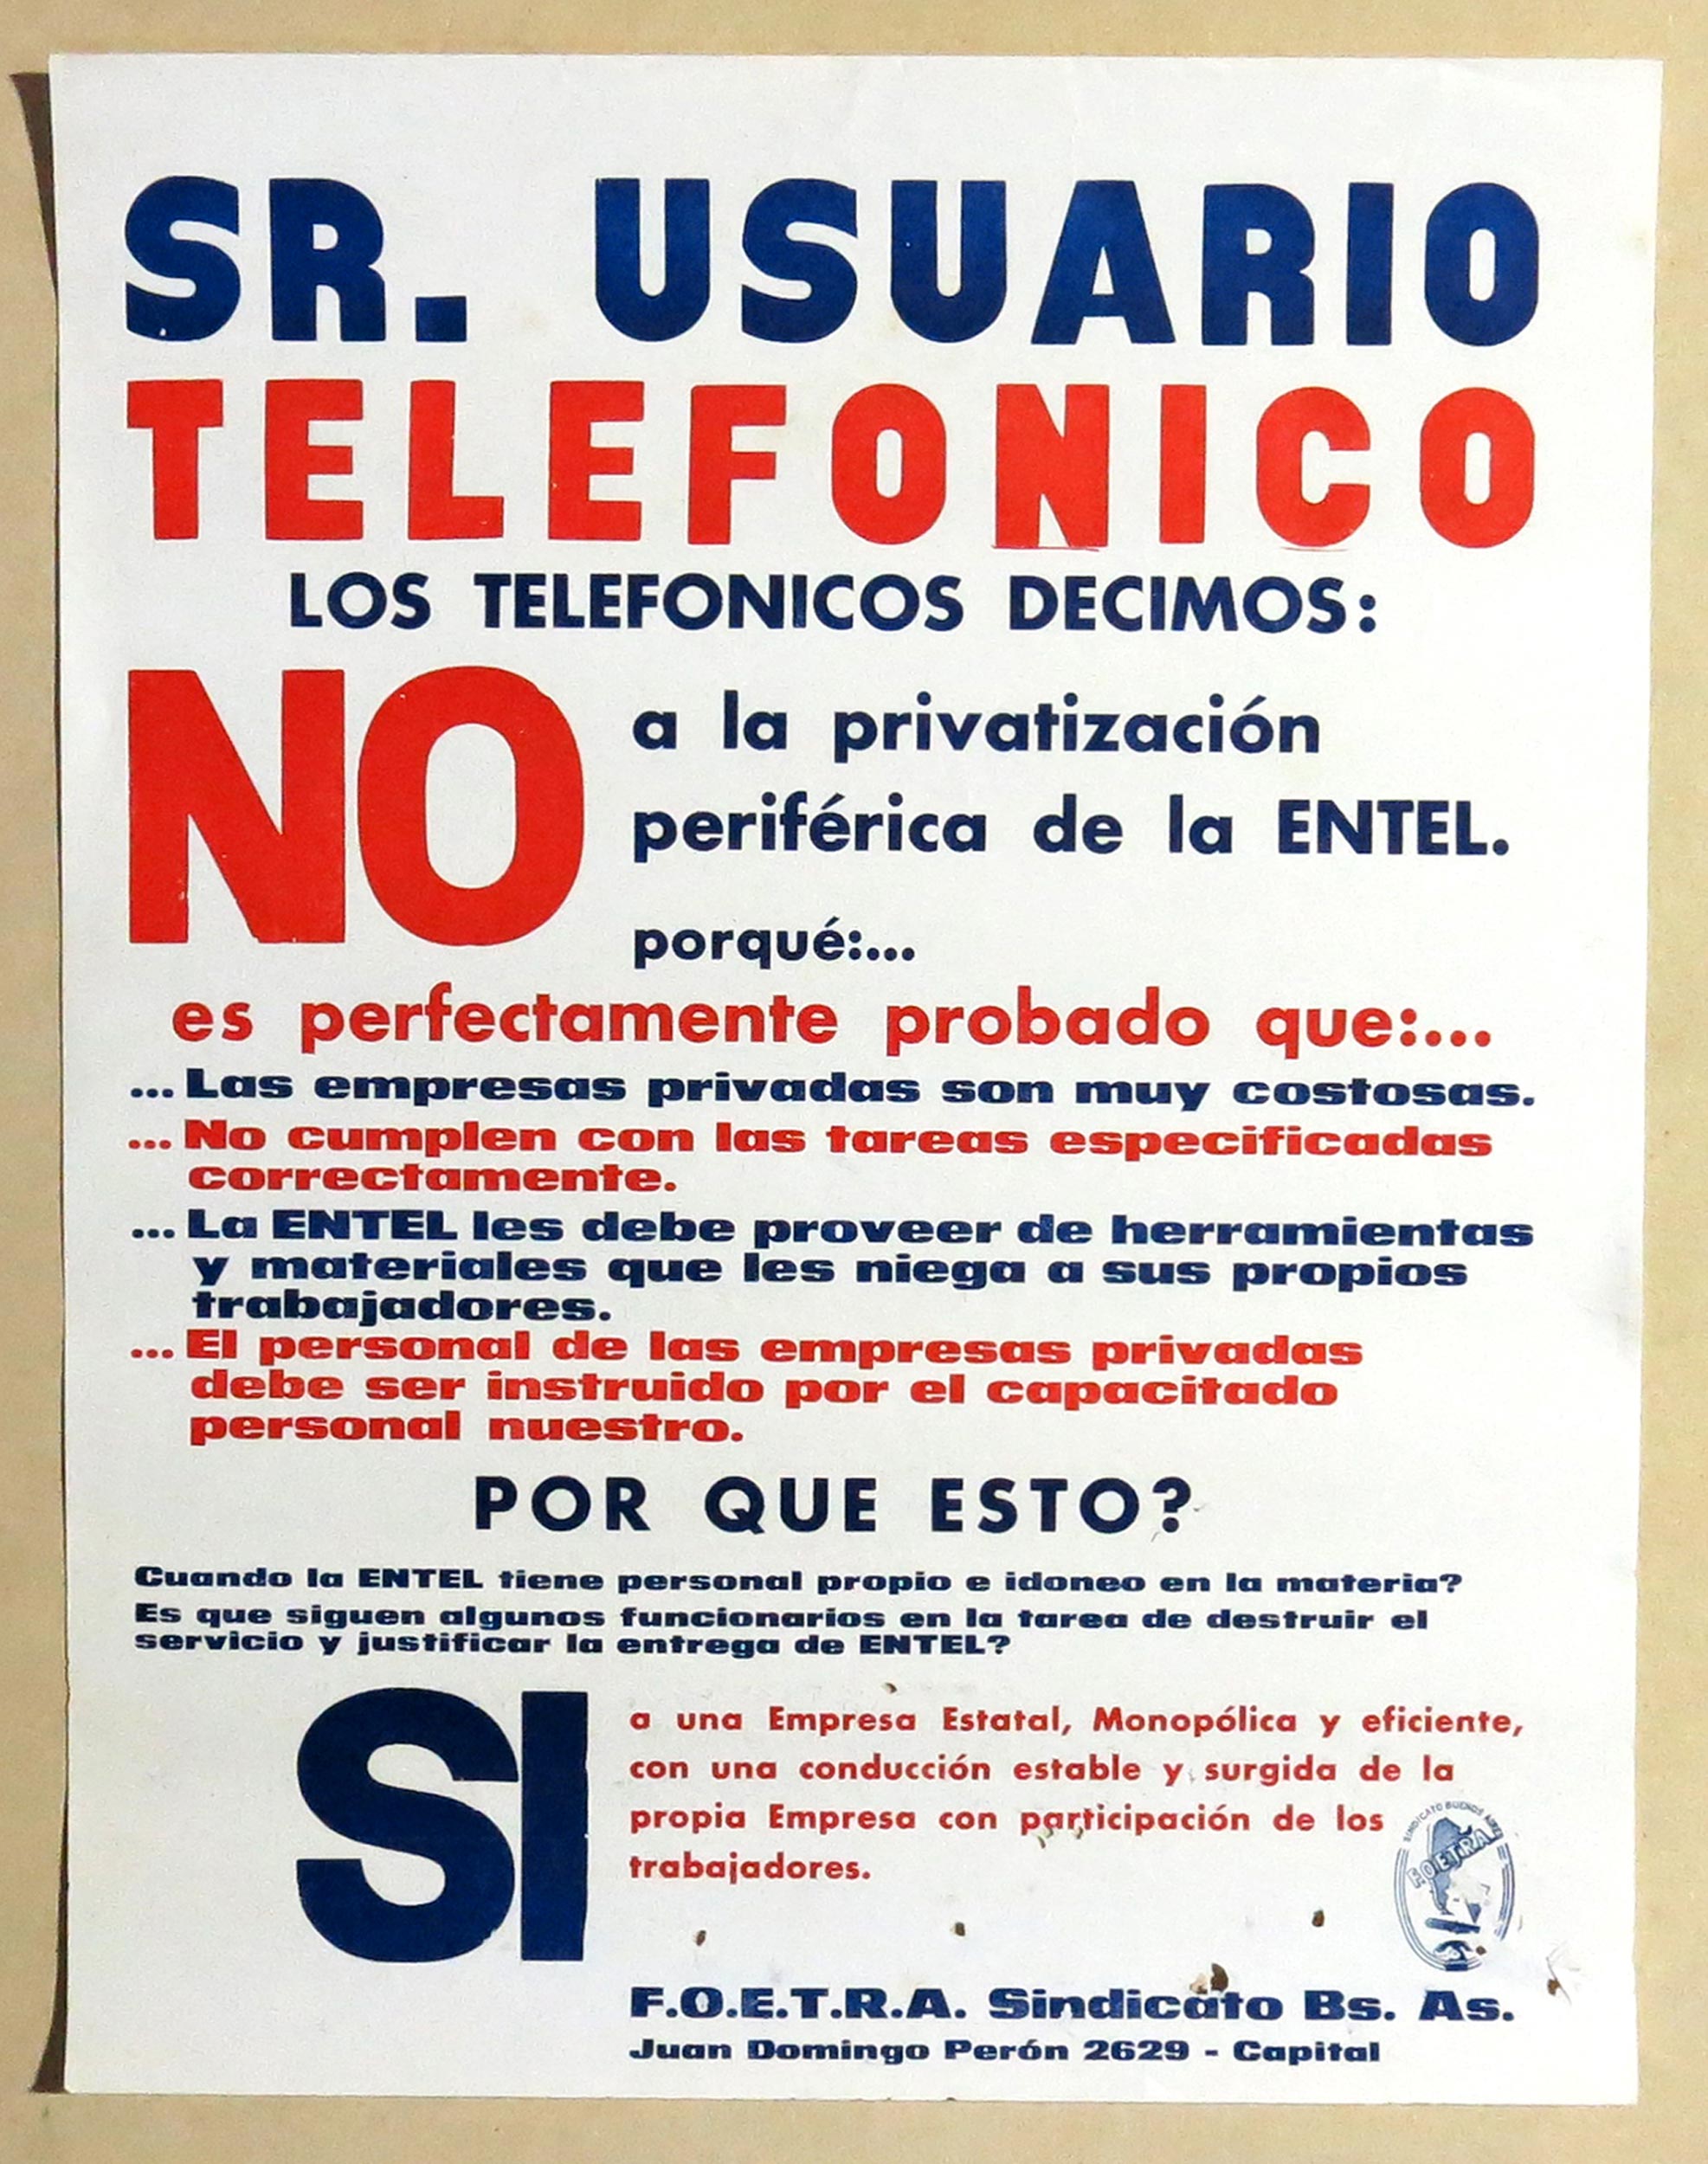 SR. USUARIO
TELEFONICO
LOS TELEFONICOS DECIMOS:
NO
a la privatización
periférica de la ENTEL.
porqué:...
es perfectamente probado que:...
... Las empresas privadas son muy costosas.
... No cumplen con las tareas especificadas
correctamente.
... La ENTEL les debe proveer de herramientas
y materiales que les niega a sus propios
trabajadores.
... El personal de las empresas privadas
debe ser instruido por el capacitado
personal nuestro.
POR QUE ESTO?
Cuando la ENTEL tiene personal propio e idoneo en la materia?
Es que siguen algunos funcionarios en la tarea de destruir el
servicio y justificar la entrega de ENTEL?
SI
a una Empresa Estatal, Monopólica y eficiente,
con una conducción estable y surgida de la
propia Empresa con participación de los
trabajadores.
SINDICATO BUENOS AIRES
F.O.E.T.R.A.
F.O.E.T.R.A. Sindicato Bs. As.
Juan Domingo Perón 2629 - Capital